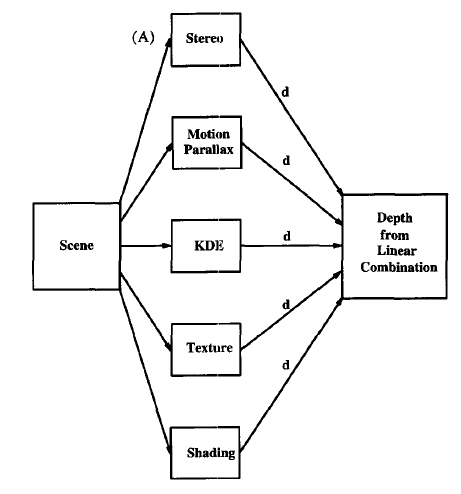 (A)
Stereo
d
Motion
Parallax
d
Scene
KDE
d
Depth
from
Linear
Combination
Texture
d
Shading
d